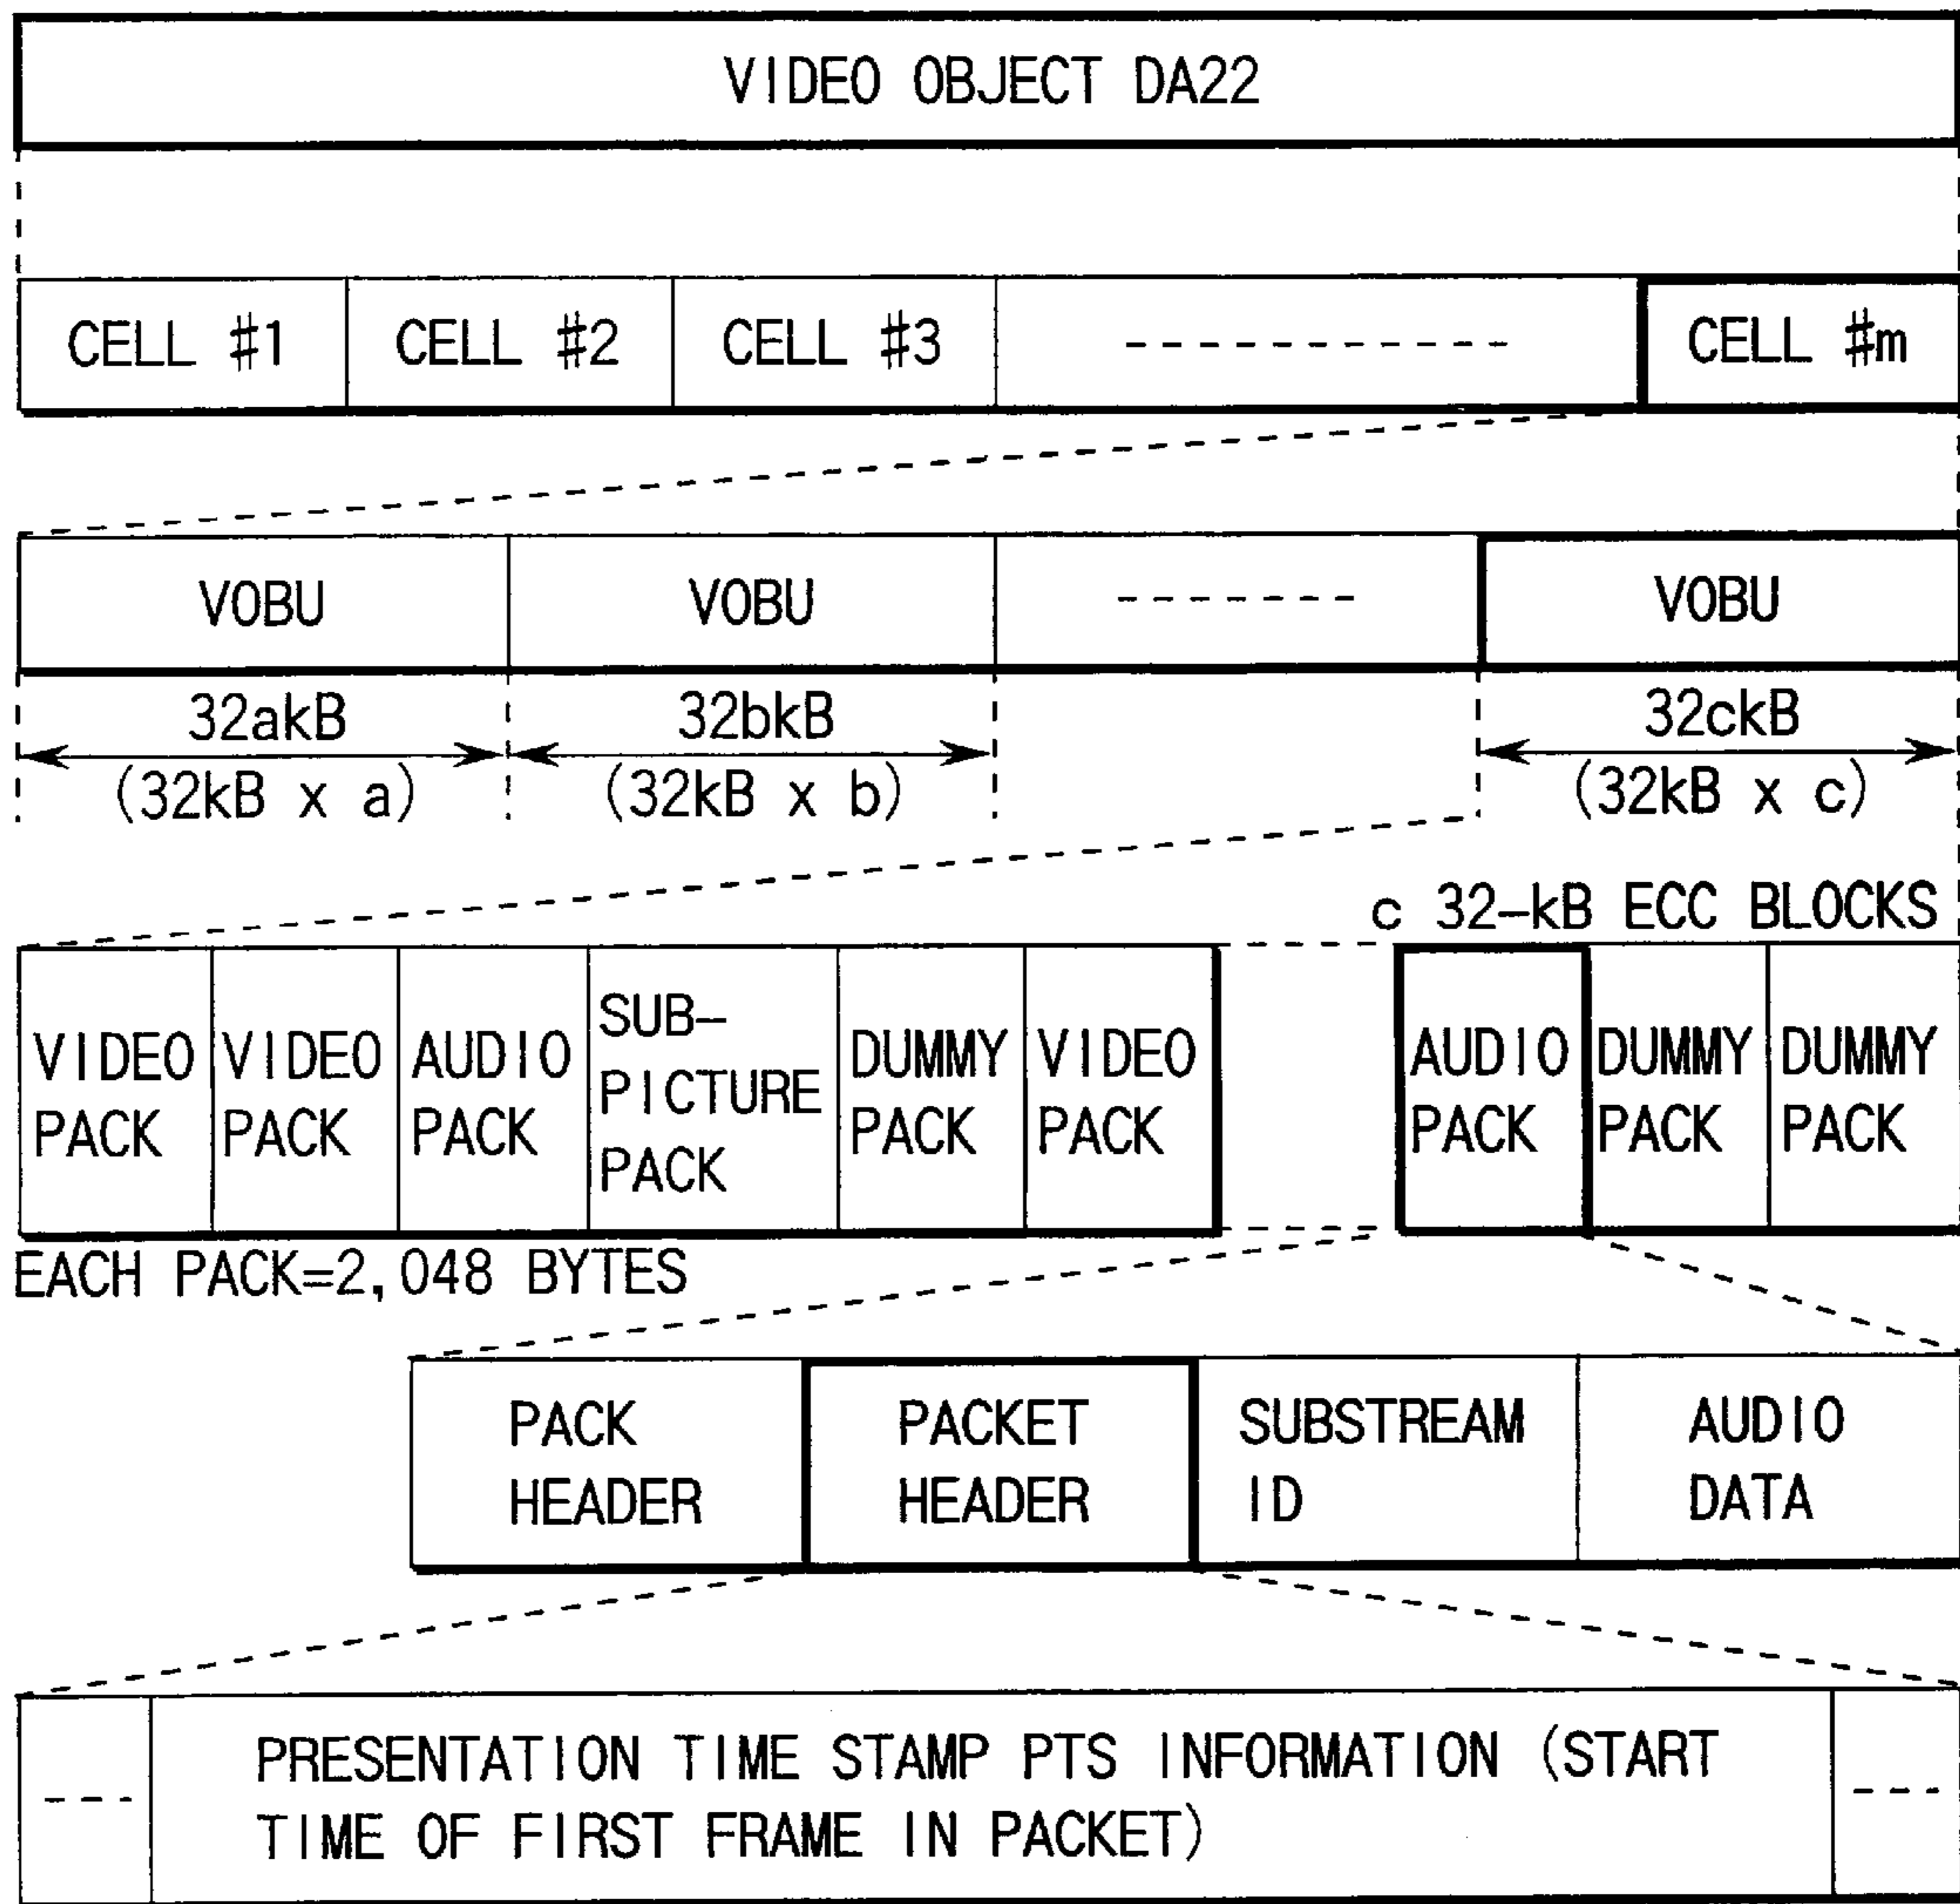 VIDEO OBJECT DA22
CELL #1 CELL #2 CELL #3 ----------- CELL #m
VOBU VOBU ------- VOBU
32akB 32bkB 32ckB
(32kB x a) (32kB x b) (32kB x c)
c 32-kB ECC BLOCKS
VIDEO PACK
VIDEO PACK
AUDIO PACK
SUB-
PICTURE
PACK
DUMMY PACK
VIDEO PACK
AUDIO PACK
DUMMY PACK
DUMMY PACK
EACH PACK=2,048 BYTES
PACK
HEADER
PACKET
HEADER
SUBSTREAM
ID
AUDIO
DATA
--- PRESENTATION TIME STAMP PTS INFORMATION (START ---
TIME OF FIRST FRAME IN PACKET)